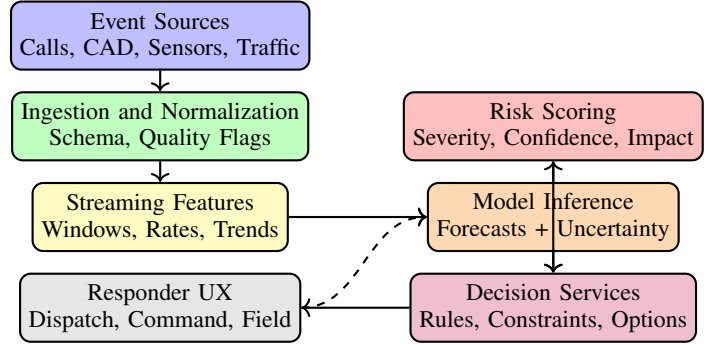 Event Sources
Calls, CAD, Sensors, Traffic
Ingestion and Normalization
Schema, Quality Flags
Risk Scoring
Severity, Confidence, Impact
Streaming Features
Windows, Rates, Trends
Model Inference
Forecasts + Uncertainty
Responder UX
Dispatch, Command, Field
Decision Services
Rules, Constraints, Options